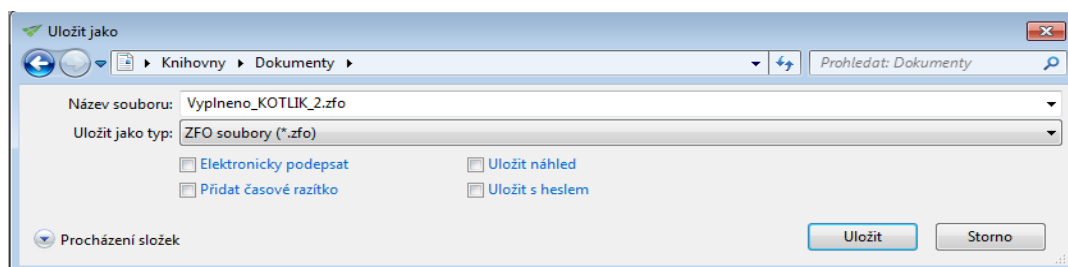 Uložit jako
Knihovny Dokumenty Prohledat: Dokumenty
Název souboru: Vyplneno_KOTLIK_2.zfo
Uložit jako typ: ZFO soubory (*.zfo)
Elektronicky podepsat Uložit náhled
Přidat časové razítko Uložit s heslem
Procházení složek Uložit Storno